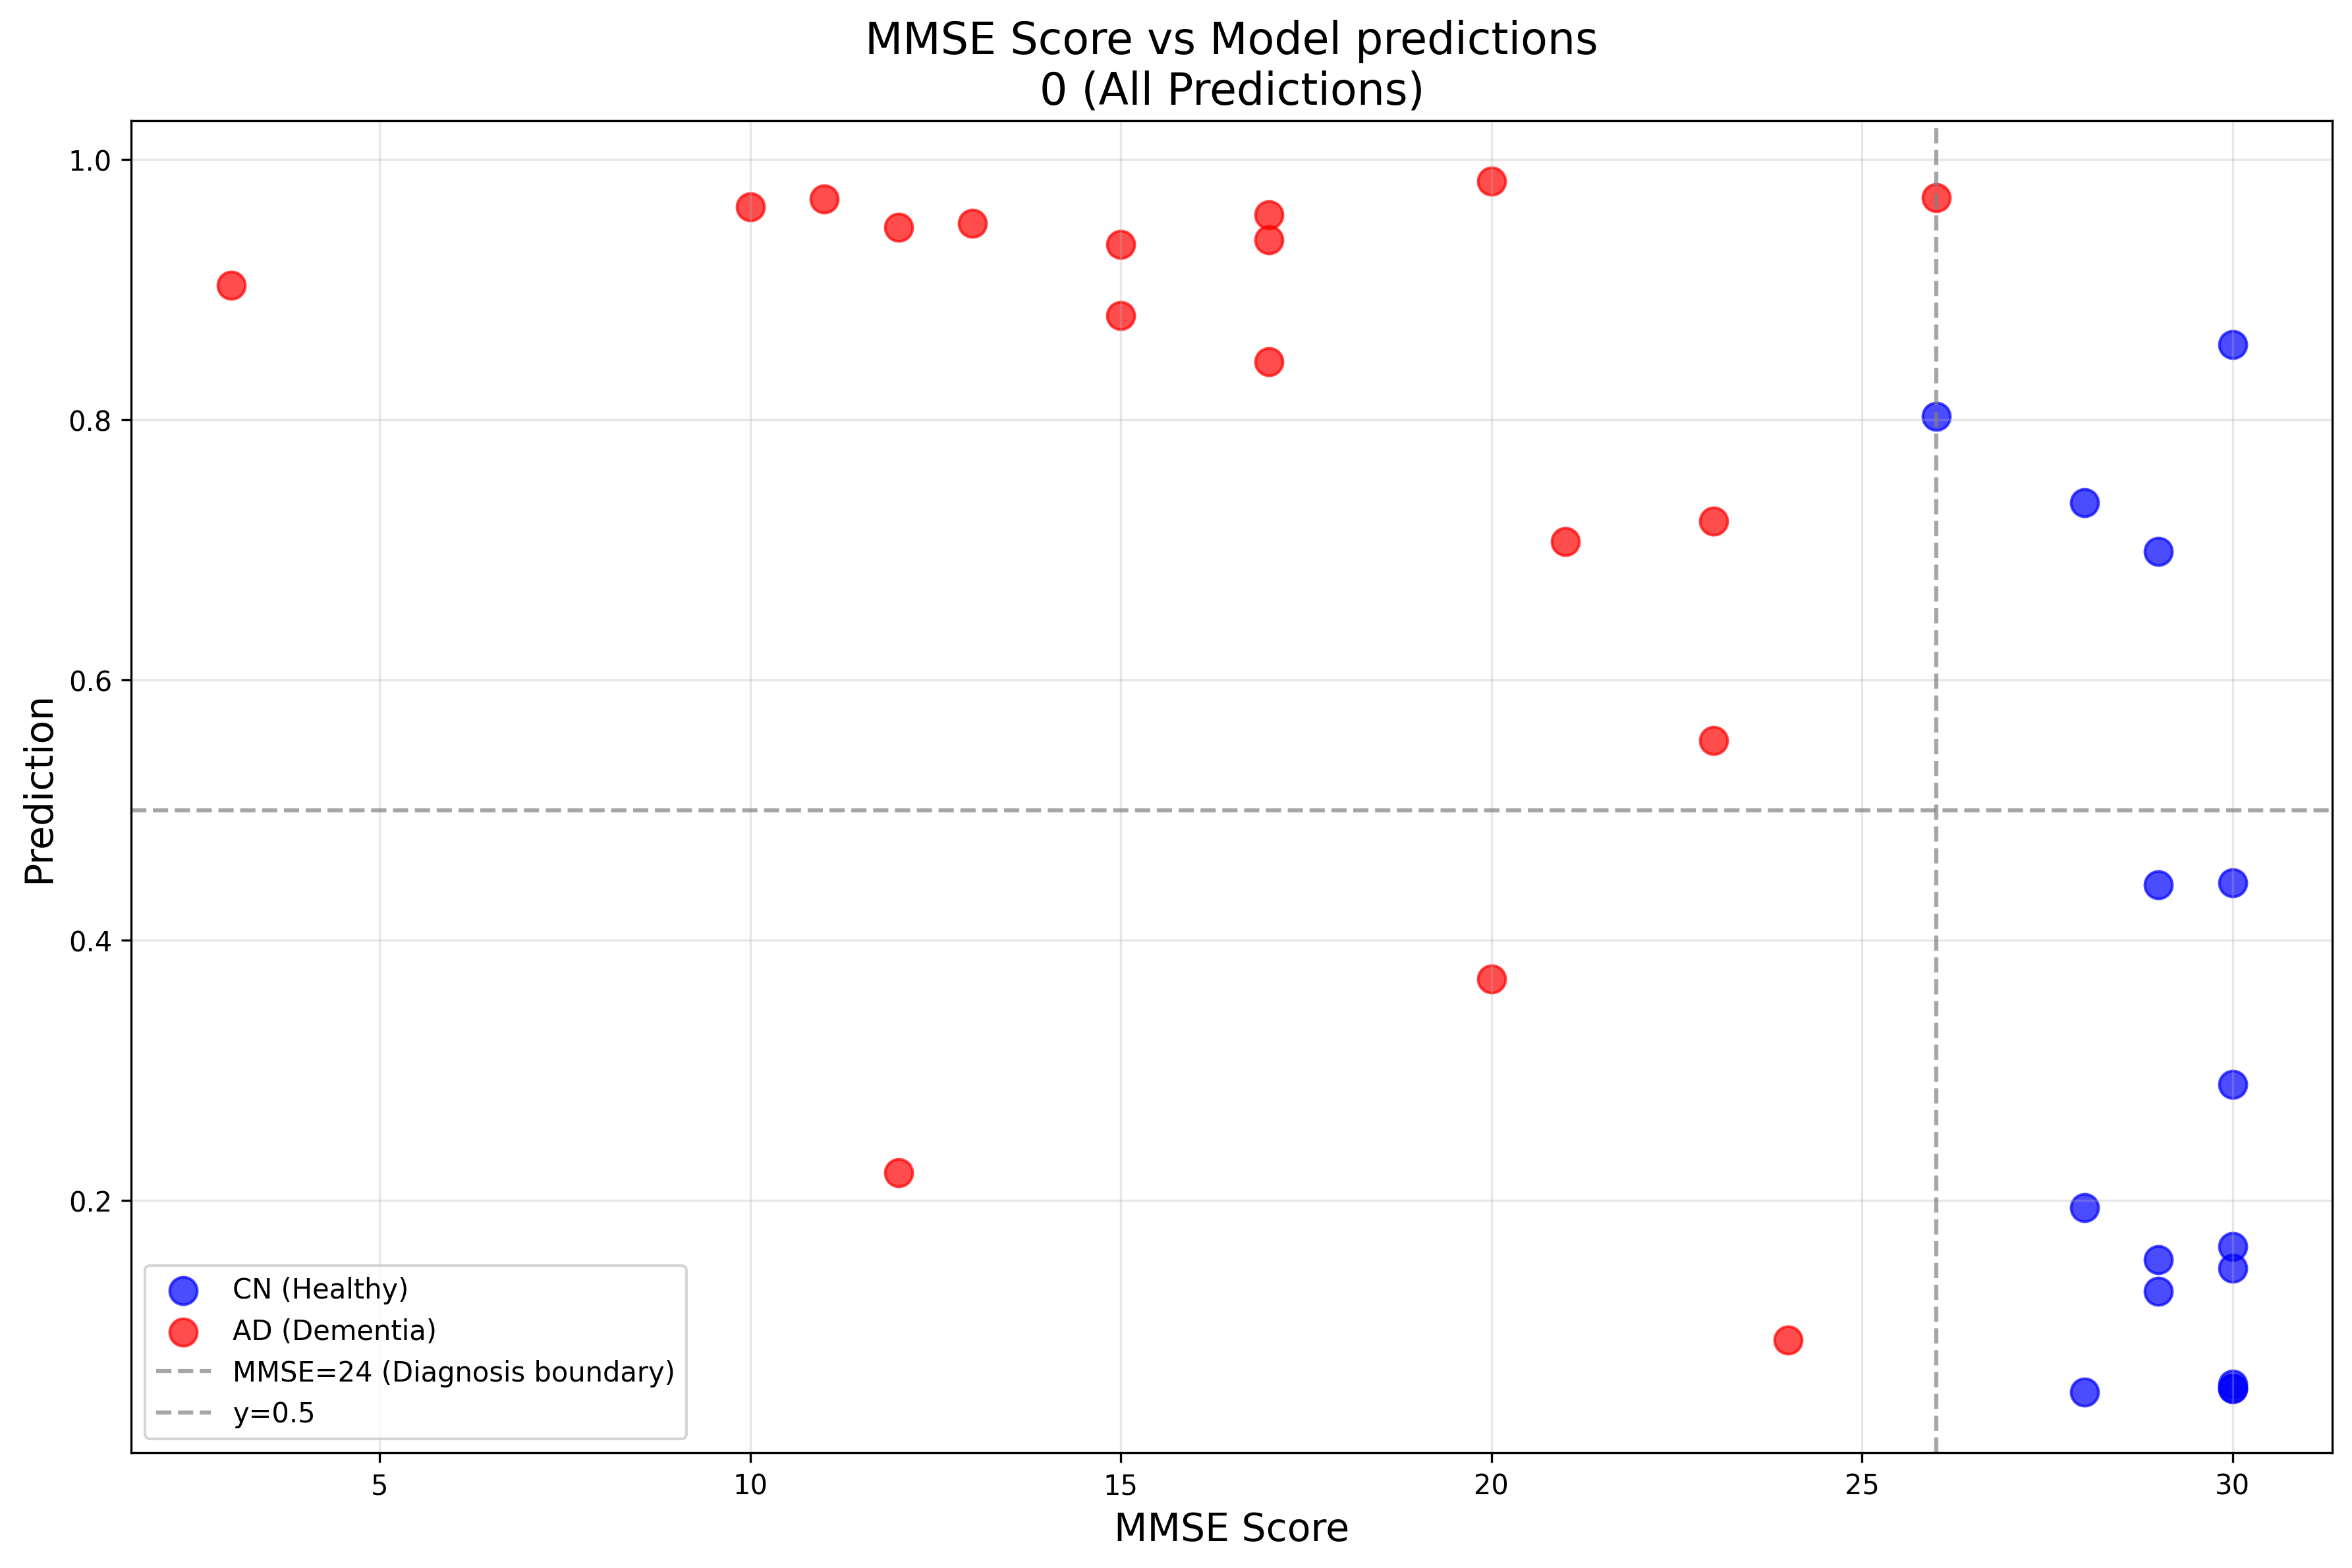 MMSE Score vs Model predictions
0 (All Predictions)
Prediction
1.0
0.8
0.6
0.4
0.2
CN (Healthy)
AD (Dementia)
MMSE=24 (Diagnosis boundary)
y=0.5
5 10 15 20 25 30
MMSE Score